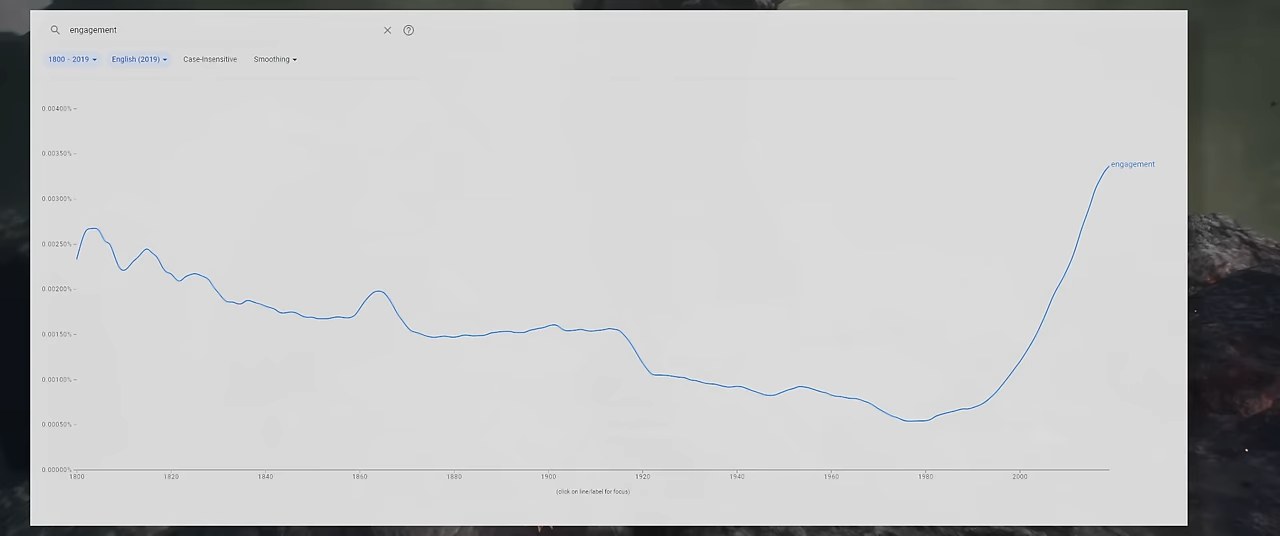 engagement
1800 - 2019 English (2019) Case-Insensitive Smoothing
0.00400%
0.00350%
engagement
0.00300%
0.00250%
0.00200%
0.00150%
0.00100%
0.00050%
0.00000%
1800 1820 1840 1860 1880 1900 1920 1940 1960 1980 2000
(click on line/label for focus)